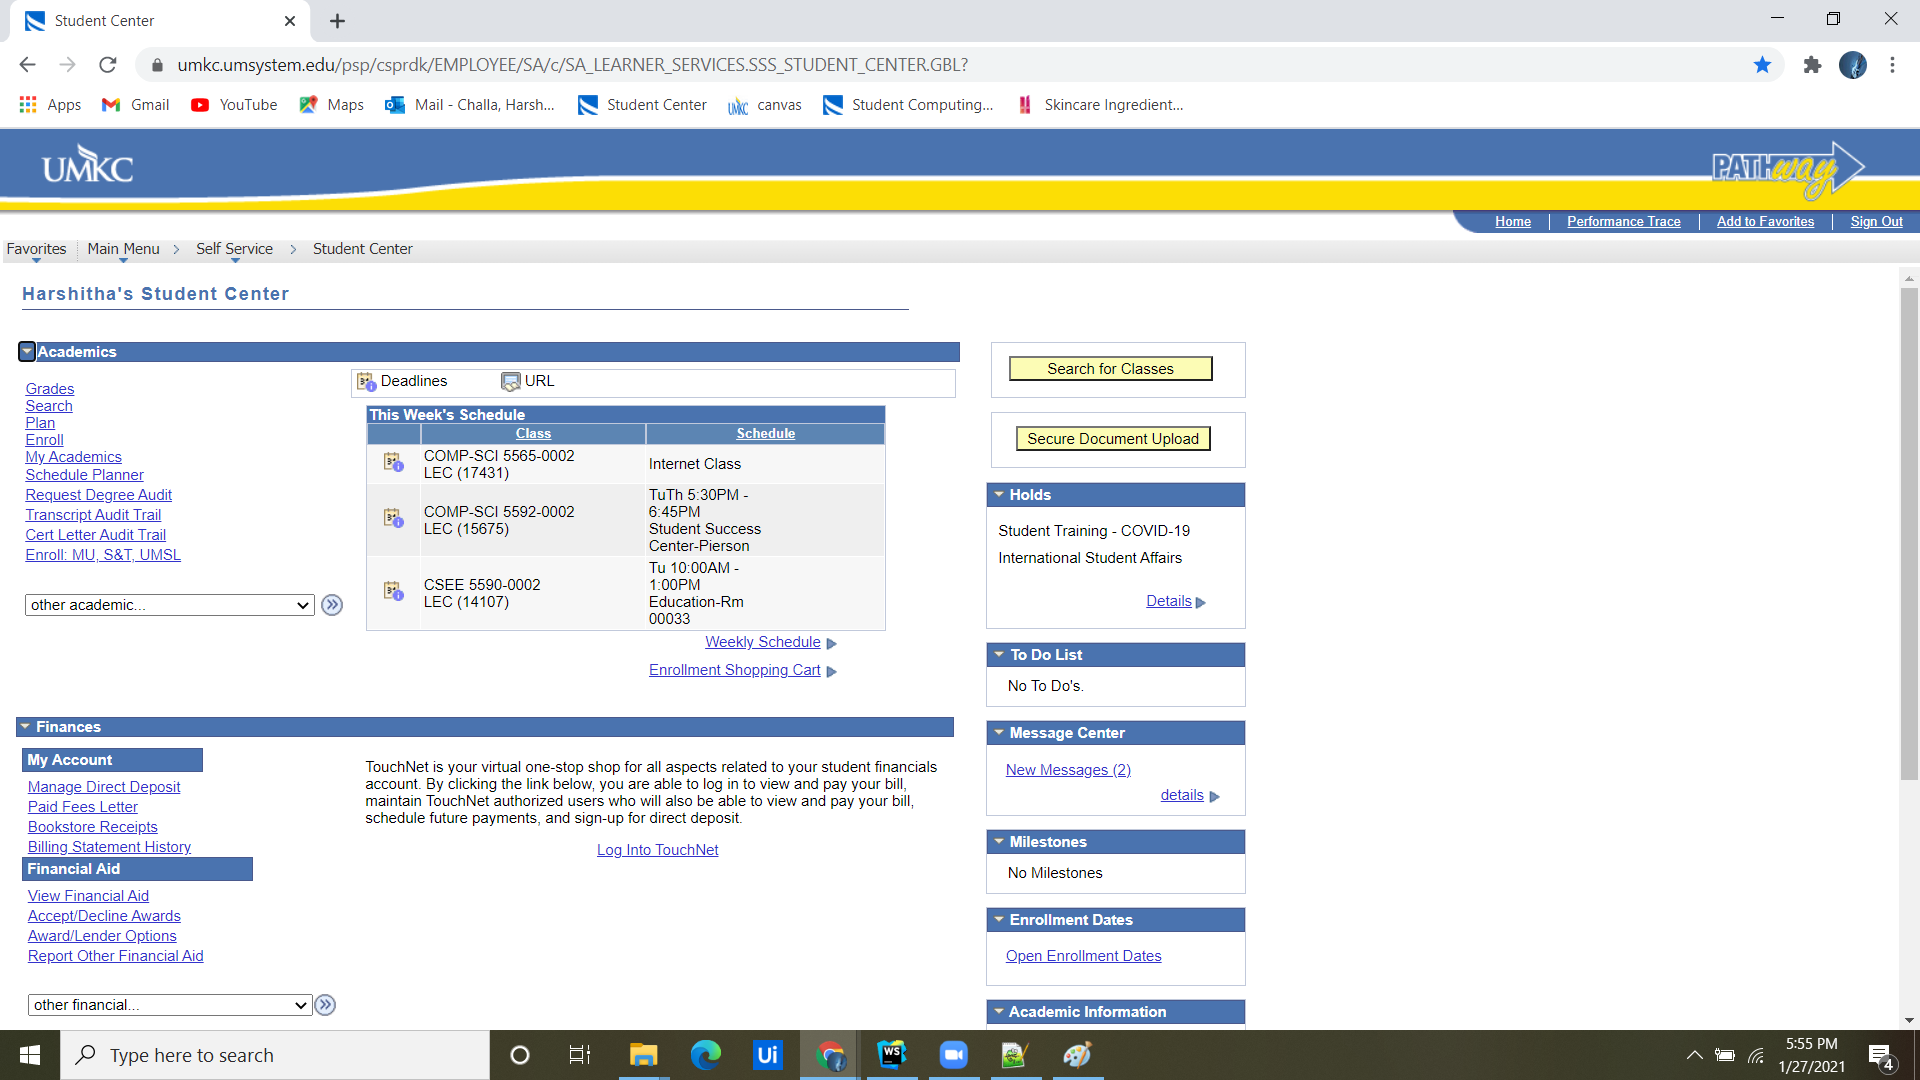 Student Center
umkc.umsystem.edu/psp/csprdk/EMPLOYEE/SA/c/SA_LEARNER_SERVICES.SSS_STUDENT_CENTER.GBL?
Apps Gmail YouTube Maps Mail - Challa, Harsh... Student Center UMKC canvas Student Computing... Skincare Ingredient...
UMKC
PATHway
Home Performance Trace Add to Favorites Sign Out
Favorites Main Menu > Self Service > Student Center
Harshitha's Student Center
Academics
Grades
Search
Plan
Enroll
My Academics
Schedule Planner
Request Degree Audit
Transcript Audit Trail
Cert Letter Audit Trail
Enroll: MU, S&T, UMSL
other academic...
Deadlines URL
This Week's Schedule
Class Schedule
COMP-SCI 5565-0002
LEC (17431)
Internet Class
COMP-SCI 5592-0002
LEC (15675)
TuTh 5:30PM -
6:45PM
Student Success
Center-Pierson
CSEE 5590-0002
LEC (14107)
Tu 10:00AM -
1:00PM
Education-Rm
00033
Weekly Schedule
Enrollment Shopping Cart
Finances
My Account
Manage Direct Deposit
Paid Fees Letter
Bookstore Receipts
Billing Statement History
Financial Aid
View Financial Aid
Accept/Decline Awards
Award/Lender Options
Report Other Financial Aid
other financial...
TouchNet is your virtual one-stop shop for all aspects related to your student financials
account. By clicking the link below, you are able to log in to view and pay your bill,
maintain TouchNet authorized users who will also be able to view and pay your bill,
schedule future payments, and sign-up for direct deposit.
Log Into TouchNet
Search for Classes
Secure Document Upload
Holds
Student Training - COVID-19
International Student Affairs
Details
To Do List
No To Do's.
Message Center
New Messages (2)
details
Milestones
No Milestones
Enrollment Dates
Open Enrollment Dates
Academic Information
Type here to search
Ui
WS
5:55 PM
1/27/2021
4